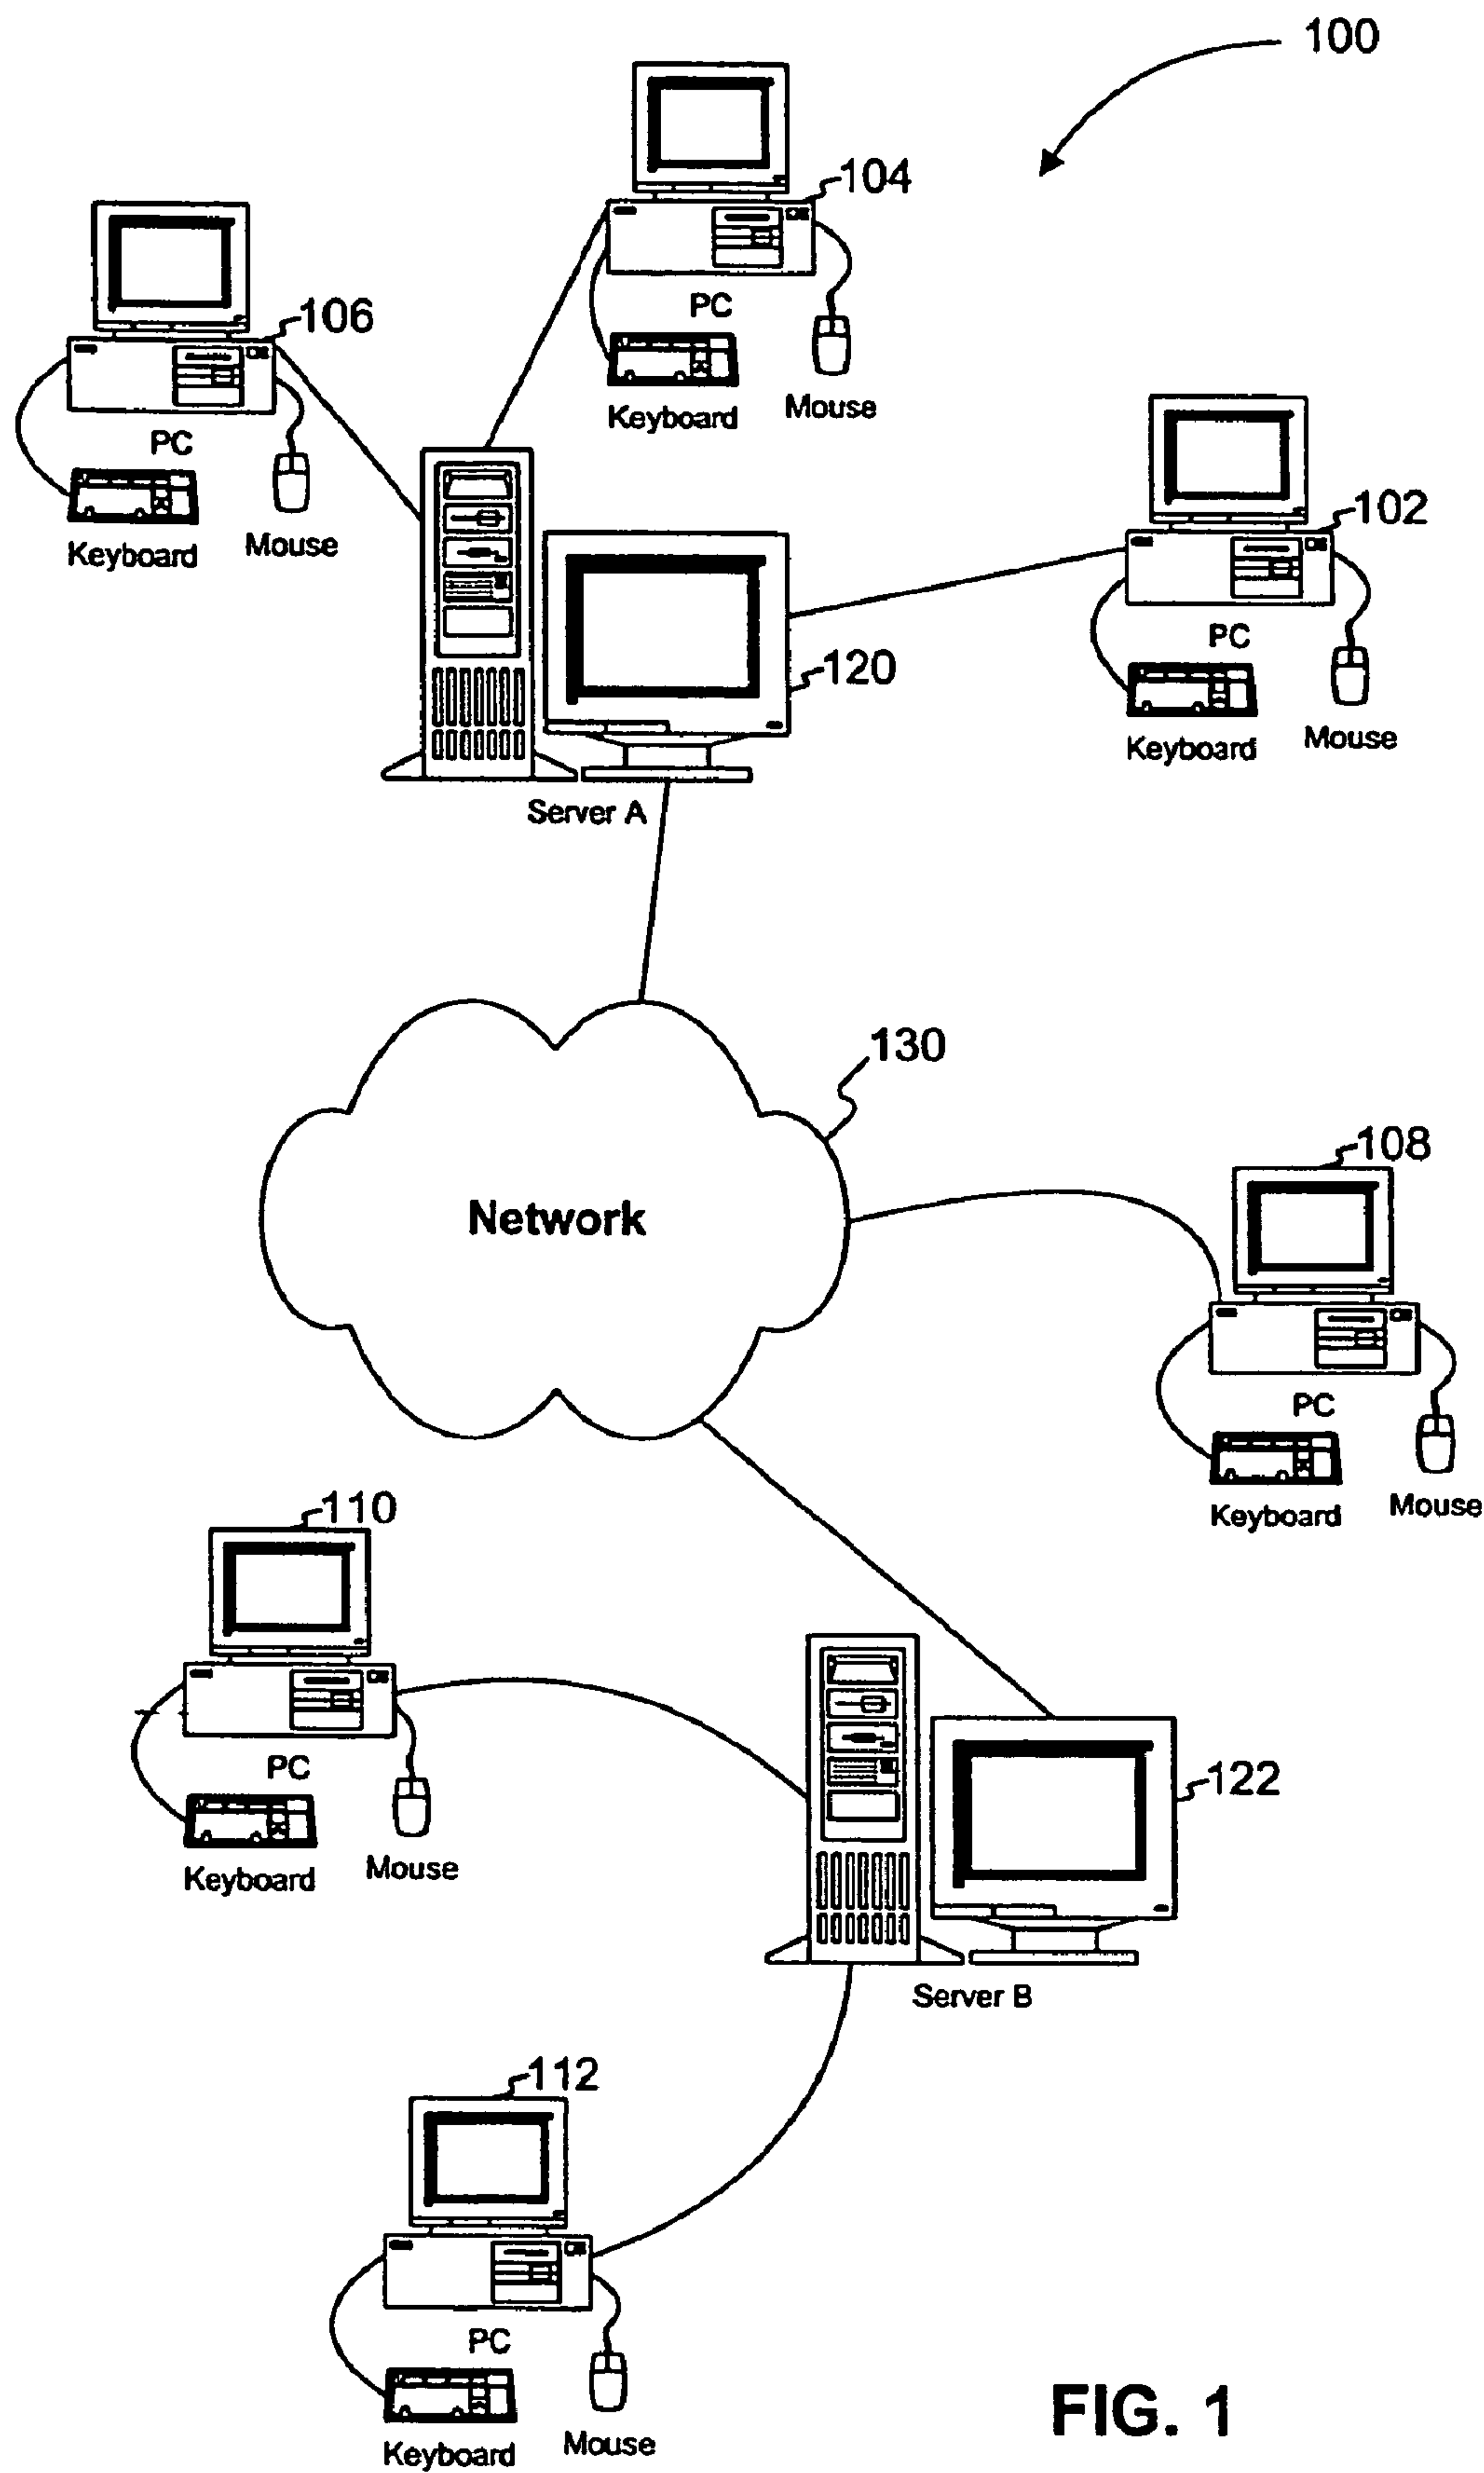 100
104
PC
Keyboard
Mouse
106
PC
Keyboard
Mouse
102
PC
Keyboard
Mouse
120
Server A
130
Network
108
PC
Keyboard
Mouse
110
PC
Keyboard
Mouse
122
Server B
112
PC
Keyboard
Mouse
FIG. 1